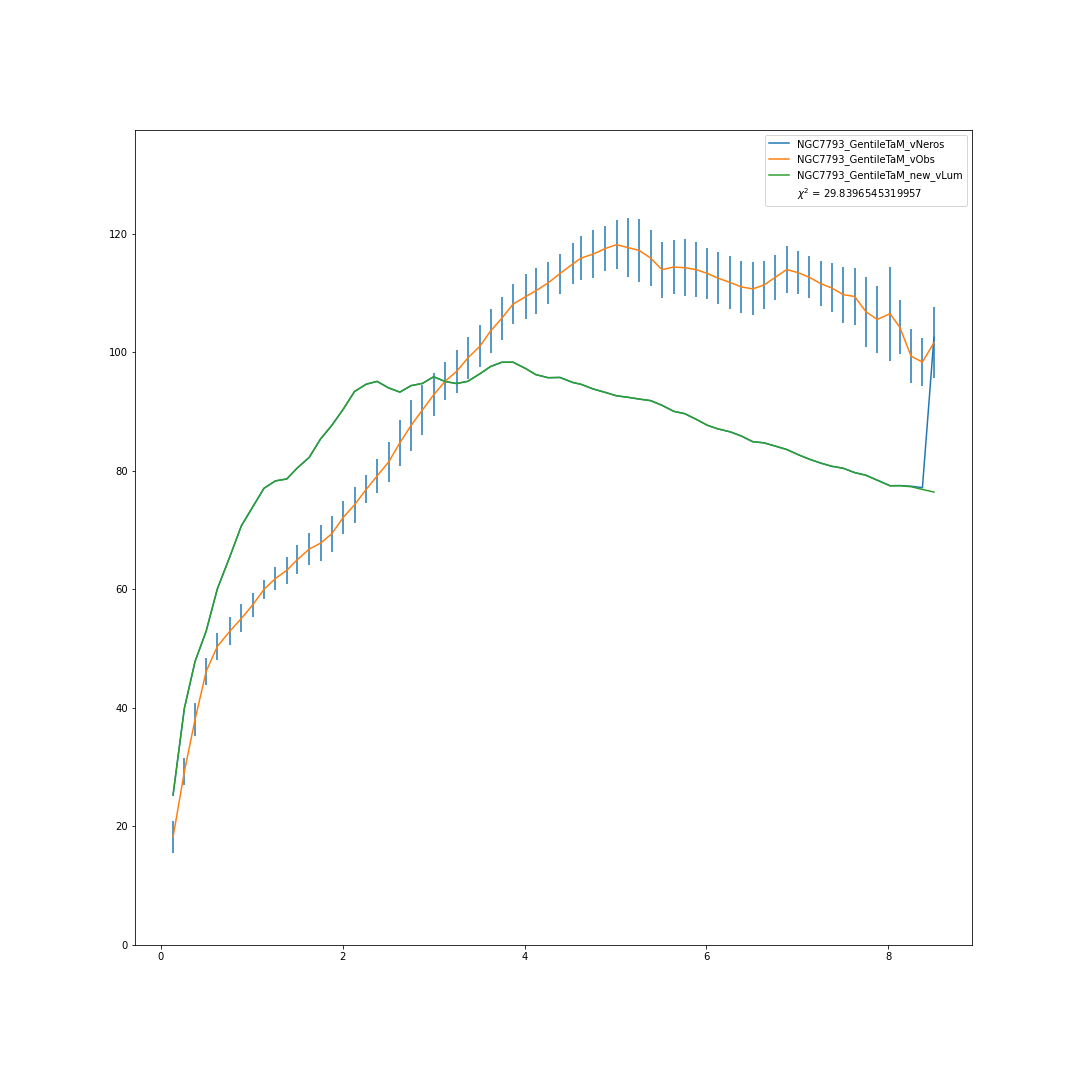 NGC7793_GentileTaM_vNeros
NGC7793_GentileTaM_vObs
NGC7793_GentileTaM_new_vLum
χ² = 29.8396545319957
120
100
80
60
40
20
0
0 2 4 6 8